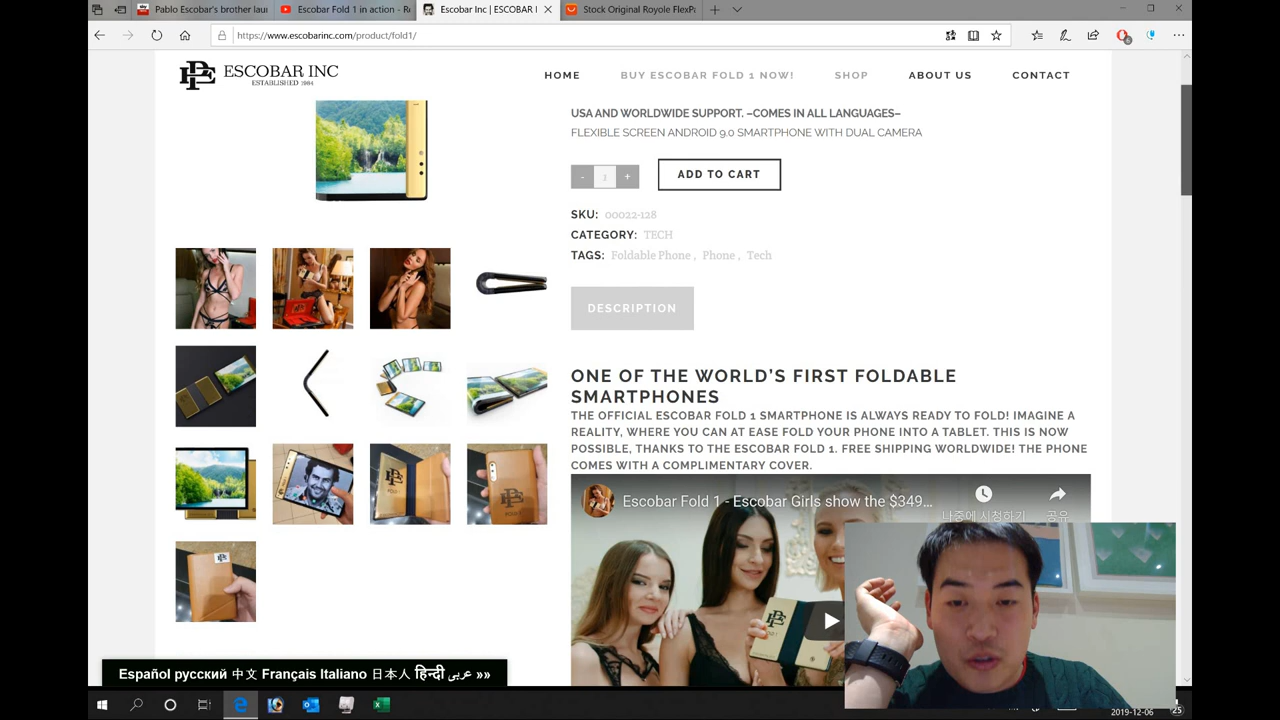 Pablo Escobar's brother lau
Escobar Fold 1 in action - Re
Escobar Inc | ESCOBAR I
Stock Original Royole FlexPa
https://www.escobarinc.com/product/fold1/
ESCOBAR INC
ESTABLISHED 1984
HOME
BUY ESCOBAR FOLD 1 NOW!
SHOP
ABOUT US
CONTACT
USA AND WORLDWIDE SUPPORT. –COMES IN ALL LANGUAGES–
FLEXIBLE SCREEN ANDROID 9.0 SMARTPHONE WITH DUAL CAMERA
- 1 +
ADD TO CART
SKU: 00022-128
CATEGORY: TECH
TAGS: Foldable Phone , Phone , Tech
DESCRIPTION
ONE OF THE WORLD'S FIRST FOLDABLE
SMARTPHONES
THE OFFICIAL ESCOBAR FOLD 1 SMARTPHONE IS ALWAYS READY TO FOLD! IMAGINE A
REALITY, WHERE YOU CAN AT EASE FOLD YOUR PHONE INTO A TABLET. THIS IS NOW
POSSIBLE, THANKS TO THE ESCOBAR FOLD 1. FREE SHIPPING WORLDWIDE! THE PHONE
COMES WITH A COMPLIMENTARY COVER.
Escobar Fold 1 - Escobar Girls show the $349...
나중에 시청하기
공유
Español русский 中文 Français Italiano 日本人 हिन्दी عربى »»
2019-12-06
25